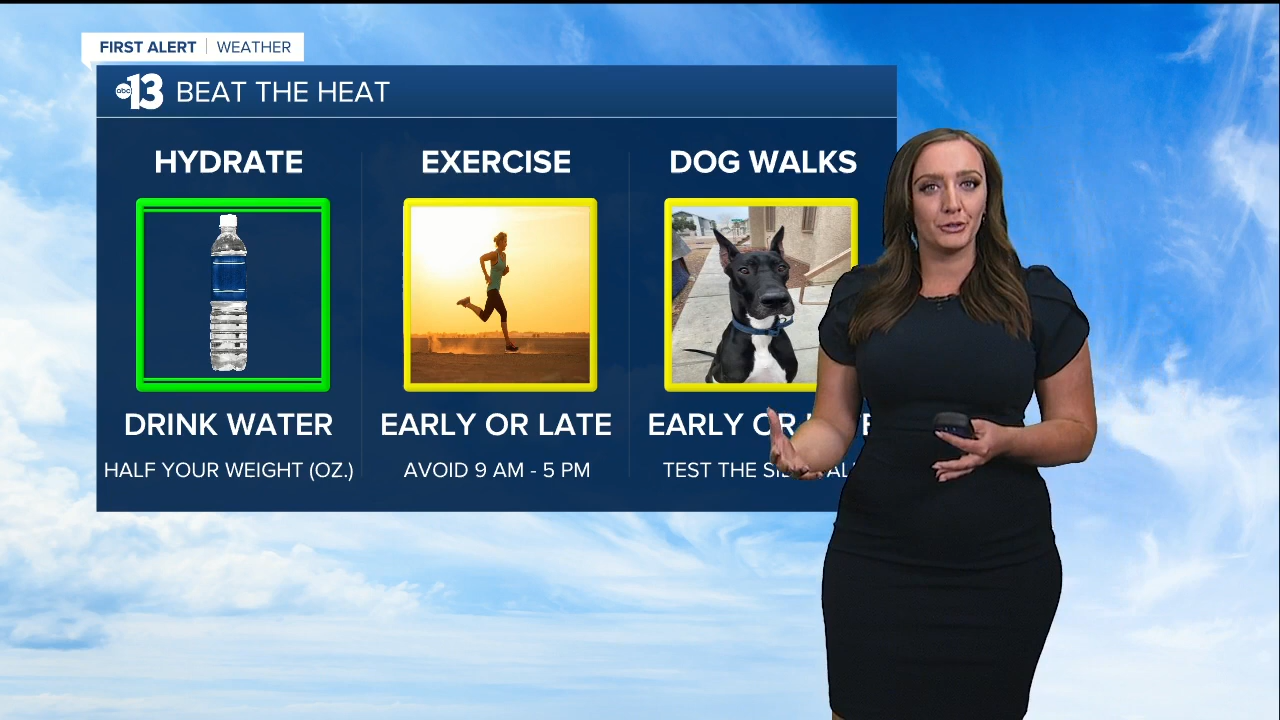 FIRST ALERT | WEATHER
abc 13 BEAT THE HEAT
HYDRATE
EXERCISE
DOG WALKS
DRINK WATER
EARLY OR LATE
EARLY OR
HALF YOUR WEIGHT (OZ.)
AVOID 9 AM - 5 PM
TEST THE